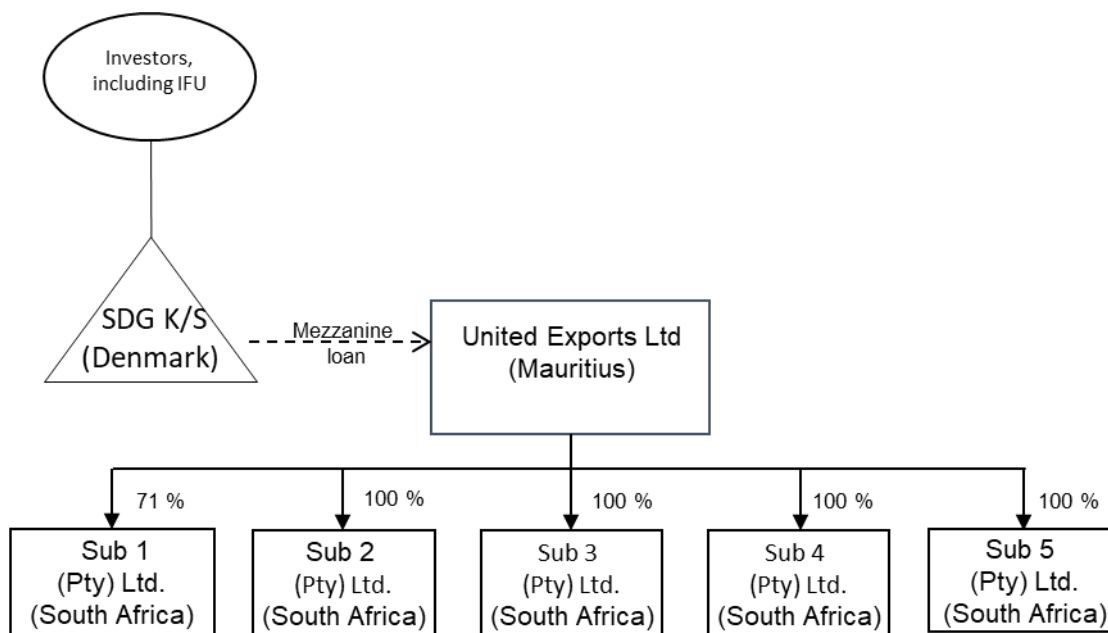 Investors,
including IFU
SDG K/S
(Denmark)
Mezzanine
loan
United Exports Ltd
(Mauritius)
71 %
100 %
100 %
100 %
100 %
Sub 1
(Pty) Ltd.
(South Africa)
Sub 2
(Pty) Ltd.
(South Africa)
Sub 3
(Pty) Ltd.
(South Africa)
Sub 4
(Pty) Ltd.
(South Africa)
Sub 5
(Pty) Ltd.
(South Africa)